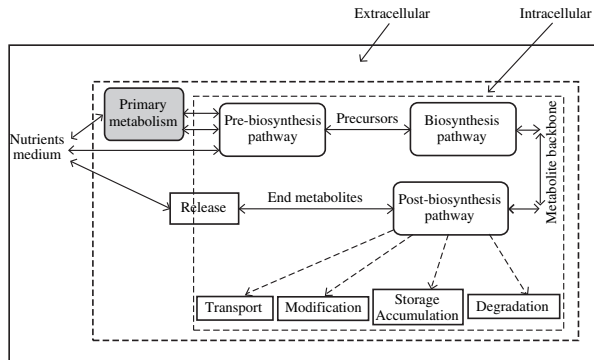 Extracellular
Intracellular
Primary
metabolism
Pre-biosynthesis
pathway
Precursors
Biosynthesis
pathway
Nutrients
medium
Metabolite backbone
Release
End metabolites
Post-biosynthesis
pathway
Transport
Modification
Storage
Accumulation
Degradation